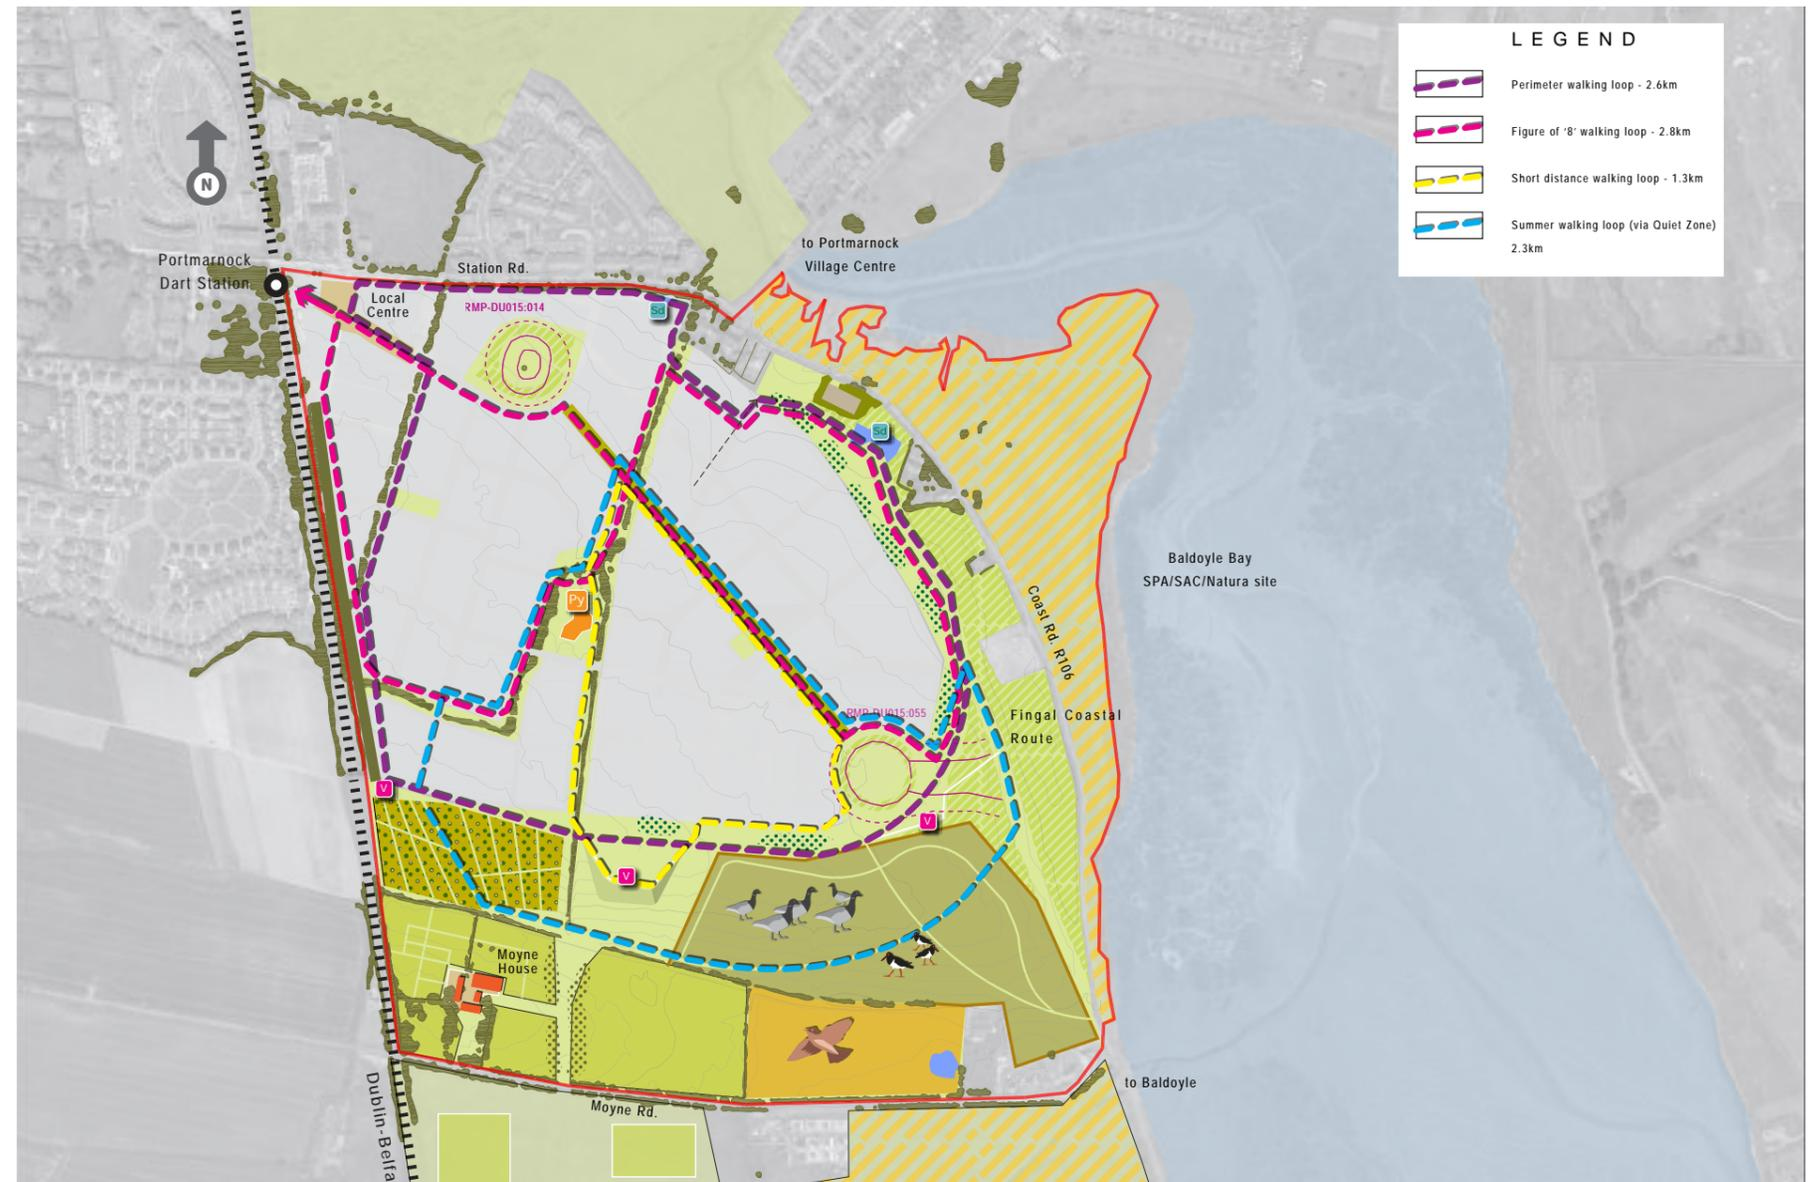 LEGEND
Perimeter walking loop - 2.6km
Figure of '8' walking loop - 2.8km
Short distance walking loop - 1.3km
Summer walking loop (via Quiet Zone)
2.3km
N
to Portmarnock
Village Centre
Portmarnock
Dart Station
Station Rd.
Local
Centre
RMP-DU015:014
Sd
Sd
Baldoyle Bay
SPA/SAC/Natura site
Coast Rd. R106
Py
RMP-DU015:055
Fingal Coastal
Route
V
V
V
Moyne
House
Dublin-Belfa
Moyne Rd.
to Baldoyle